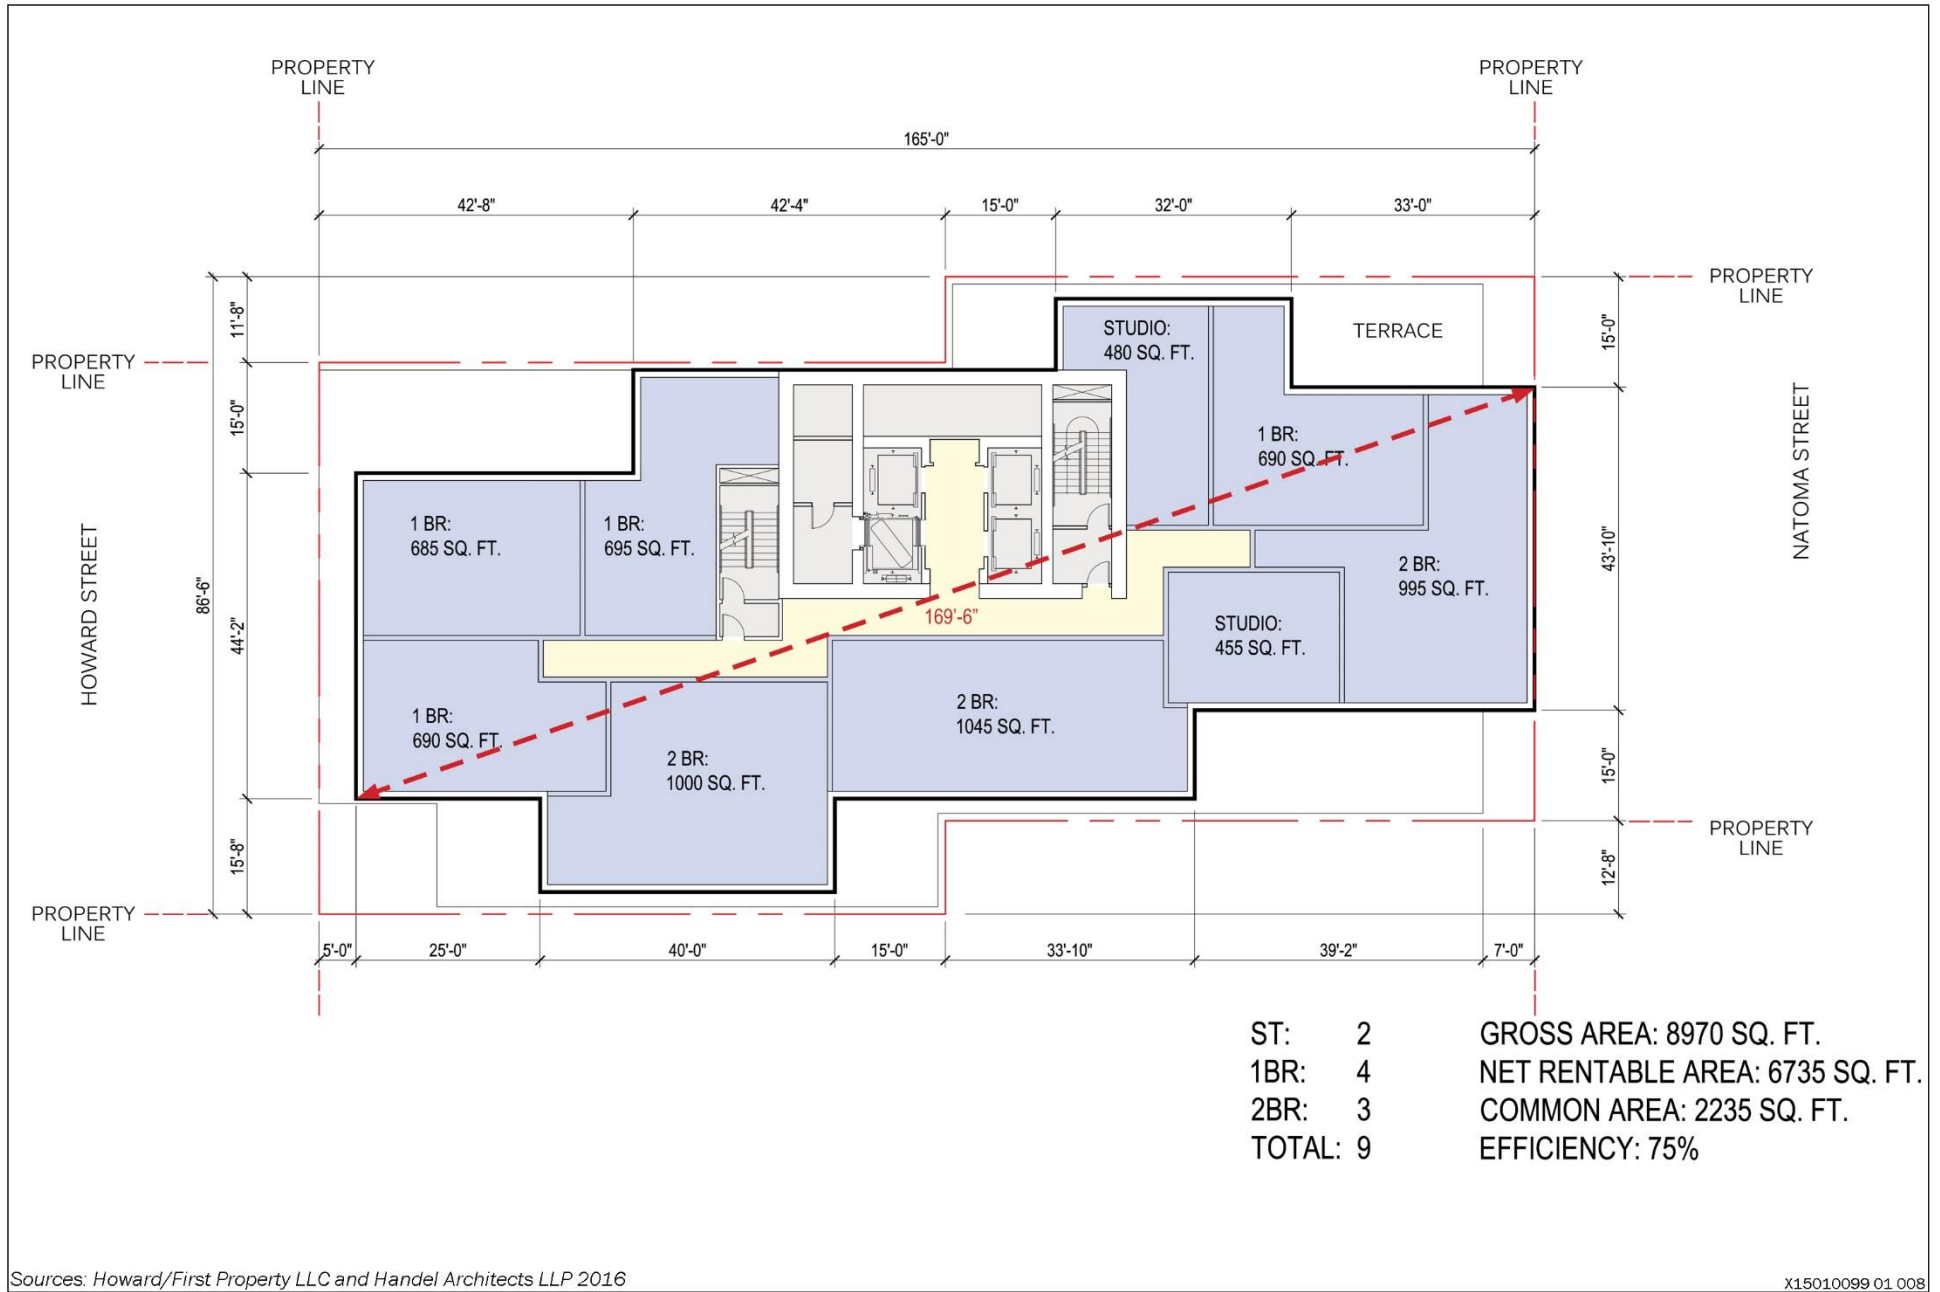 PROPERTY
LINE
PROPERTY
LINE
165'-0"
42'-8"
42'-4"
15'-0"
32'-0"
33'-0"
PROPERTY
LINE
11'-8"
TERRACE
15'-0"
STUDIO:
480 SQ. FT.
PROPERTY
LINE
15'-0"
1 BR:
690 SQ. FT.
NATOMA STREET
1 BR:
685 SQ. FT.
1 BR:
695 SQ. FT.
HOWARD STREET
86'-6"
44'-2"
43'-10"
2 BR:
995 SQ. FT.
169'-6"
STUDIO:
455 SQ. FT.
1 BR:
690 SQ. FT.
2 BR:
1045 SQ. FT.
2 BR:
1000 SQ. FT.
15'-0"
15'-8"
12'-8"
PROPERTY
LINE
PROPERTY
LINE
5'-0"
25'-0"
40'-0"
15'-0"
33'-10"
39'-2"
7'-0"
ST: 2
1BR: 4
2BR: 3
TOTAL: 9
GROSS AREA: 8970 SQ. FT.
NET RENTABLE AREA: 6735 SQ. FT.
COMMON AREA: 2235 SQ. FT.
EFFICIENCY: 75%
Sources: Howard/First Property LLC and Handel Architects LLP 2016
X15010099 01 008